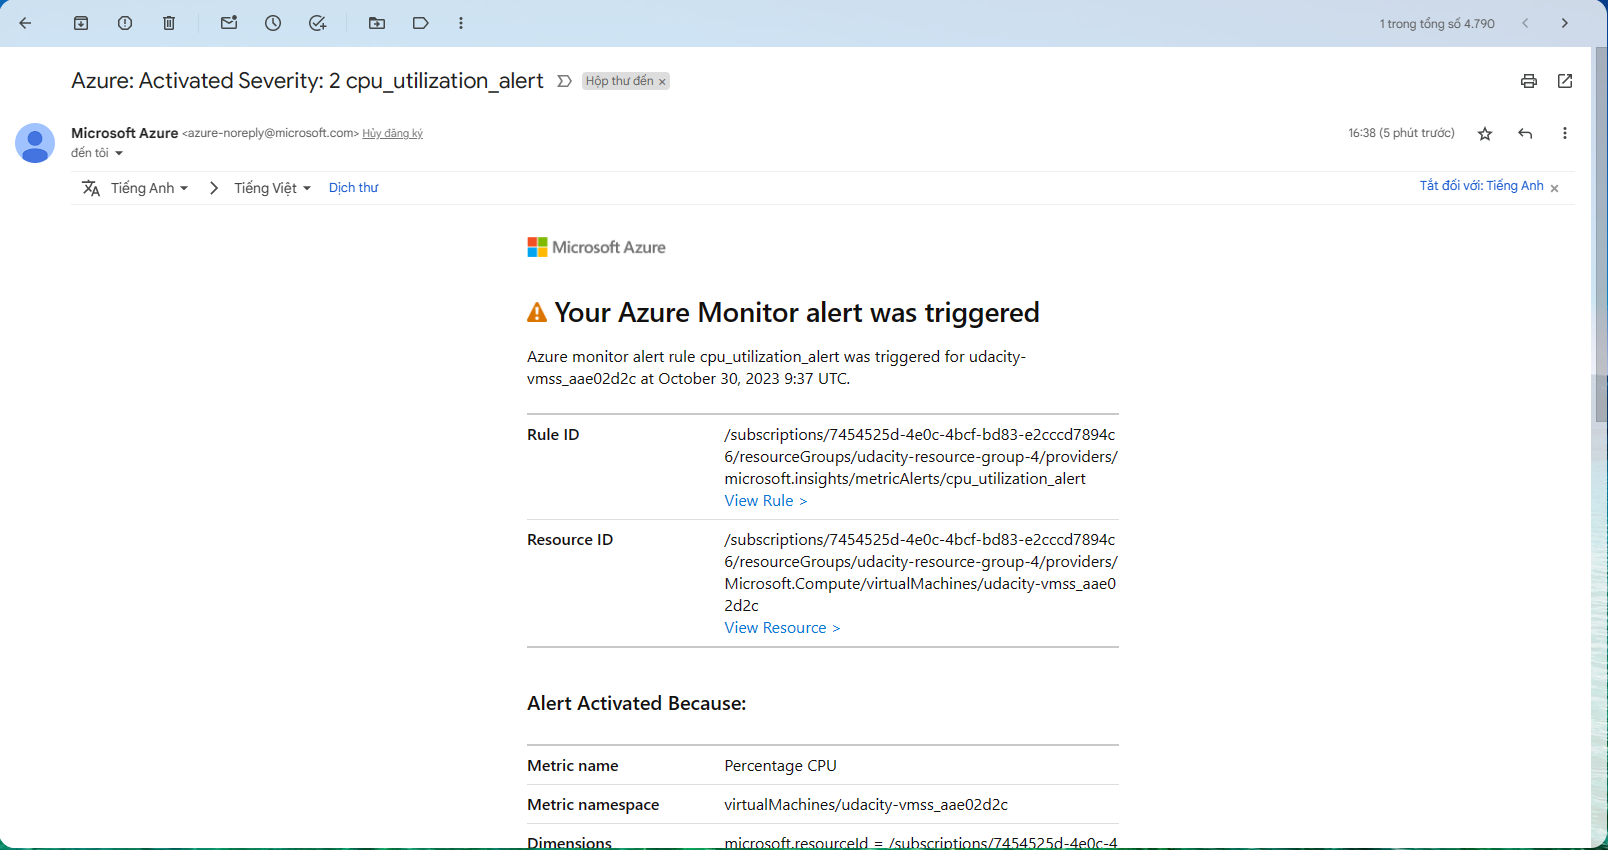 1 trong tổng số 4.790
Azure: Activated Severity: 2 cpu_utilization_alert
Hộp thư đến ×
Microsoft Azure <azure-noreply@microsoft.com> Hủy đăng ký
16:38 (5 phút trước)
đến tôi
Tiếng Anh
Tiếng Việt
Dịch thư
Tắt đối với: Tiếng Anh ×
Microsoft Azure
Your Azure Monitor alert was triggered
Azure monitor alert rule cpu_utilization_alert was triggered for udacity-
vmss_aae02d2c at October 30, 2023 9:37 UTC.
Rule ID
/subscriptions/7454525d-4e0c-4bcf-bd83-e2cccd7894c
6/resourceGroups/udacity-resource-group-4/providers/
microsoft.insights/metricAlerts/cpu_utilization_alert
View Rule >
Resource ID
/subscriptions/7454525d-4e0c-4bcf-bd83-e2cccd7894c
6/resourceGroups/udacity-resource-group-4/providers/
Microsoft.Compute/virtualMachines/udacity-vmss_aae0
2d2c
View Resource >
Alert Activated Because:
Metric name
Percentage CPU
Metric namespace
virtualMachines/udacity-vmss_aae02d2c
Dimensions
microsoft.resourceId = /subscriptions/7454525d-4e0c-4